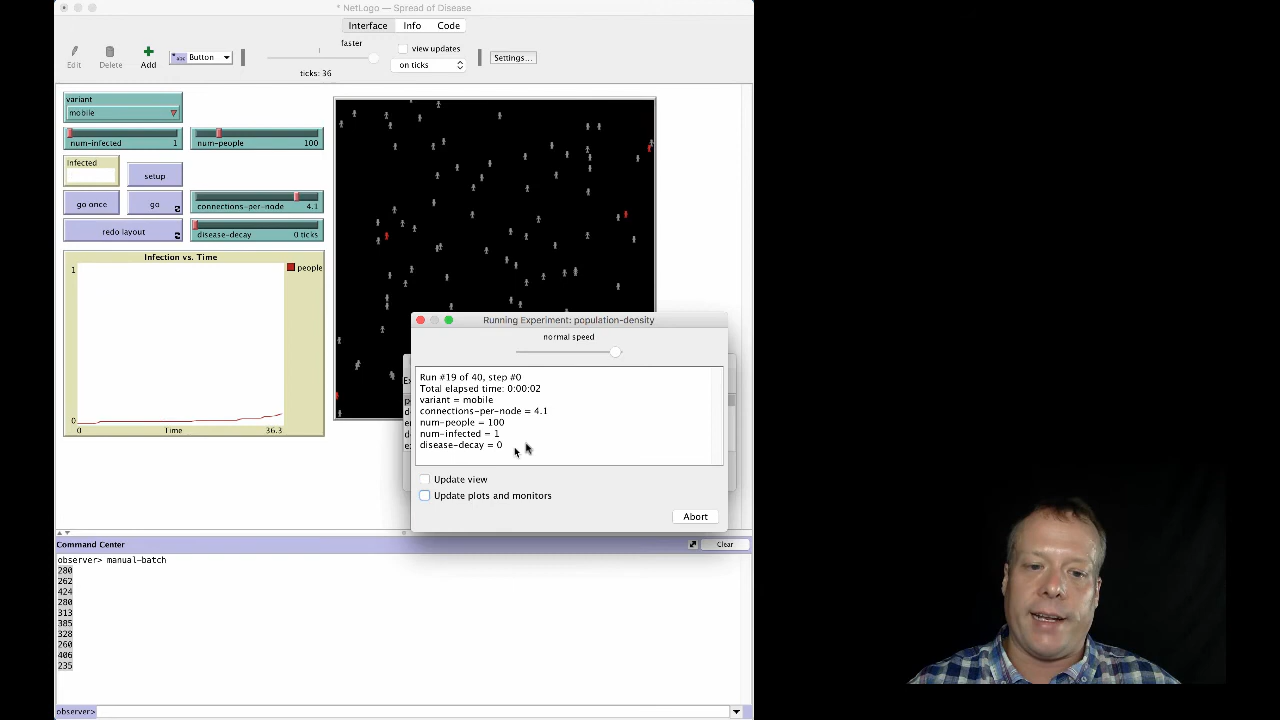 * NetLogo — Spread of Disease
Interface Info Code
Edit Delete Add
abc Button
faster
ticks: 36
view updates
on ticks
Settings...
variant
mobile
num-infected 1
num-people 100
Infected
setup
go once
go
connections-per-node 4.1
redo layout
disease-decay 0 ticks
Infection vs. Time
1
0
0
Time
36.3
people
Running Experiment: population-density
normal speed
Run #19 of 40, step #0
Total elapsed time: 0:00:02
variant = mobile
connections-per-node = 4.1
num-people = 100
num-infected = 1
disease-decay = 0
Update view
Update plots and monitors
Abort
Command Center
Clear
observer> manual-batch
280
262
424
280
313
385
328
260
406
235
observer>